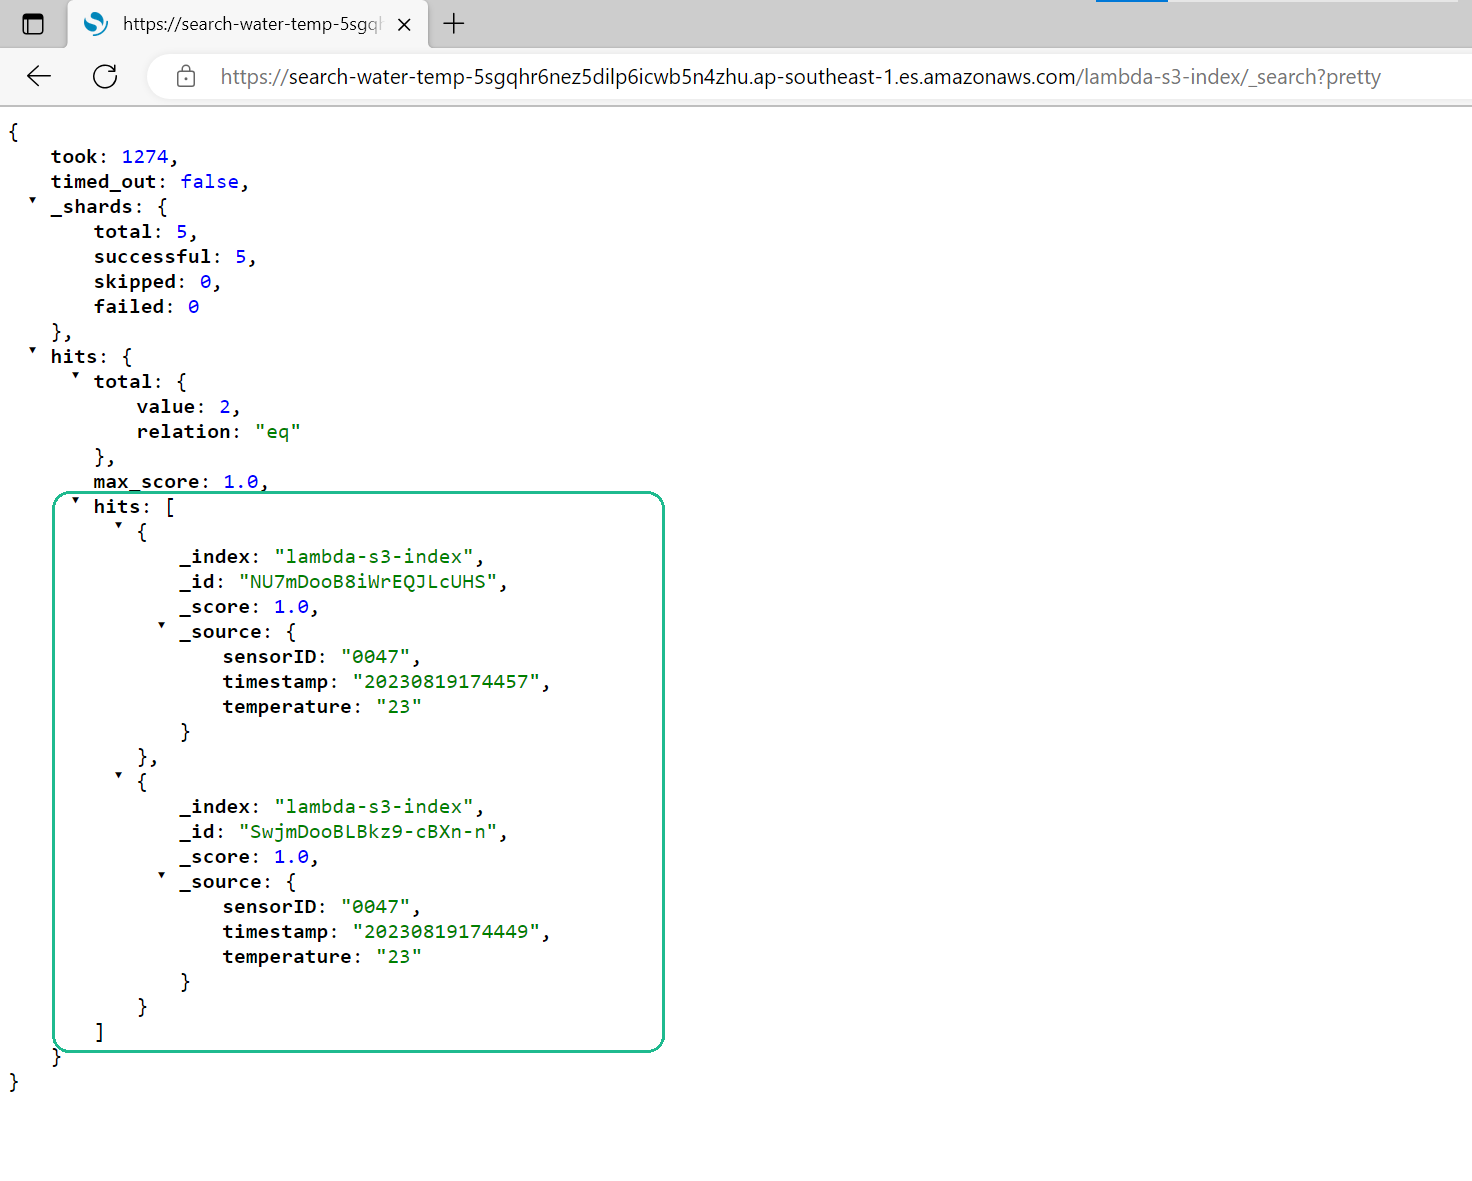 https://search-water-temp-5sgqh
https://search-water-temp-5sgqhr6nez5dilp6icwb5n4zhu.ap-southeast-1.es.amazonaws.com/lambda-s3-index/_search?pretty
{
took: 1274,
timed_out: false,
_shards: {
total: 5,
successful: 5,
skipped: 0,
failed: 0
},
hits: {
total: {
value: 2,
relation: "eq"
},
max_score: 1.0,
hits: [
{
_index: "lambda-s3-index",
_id: "NU7mDooB8iWrEQJLcUHS",
_score: 1.0,
_source: {
sensorID: "0047",
timestamp: "20230819174457",
temperature: "23"
}
},
{
_index: "lambda-s3-index",
_id: "SwjmDooBLBkz9-cBXn-n",
_score: 1.0,
_source: {
sensorID: "0047",
timestamp: "20230819174449",
temperature: "23"
}
}
]
}
}